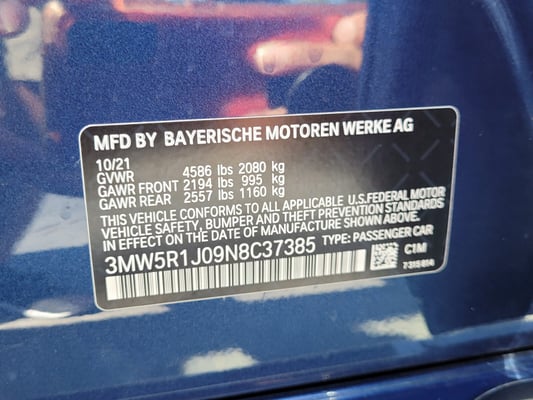 MFD BY BAYERISCHE MOTOREN WERKE AG
10/21
GVWR 4586 lbs 2080 kg
GAWR FRONT 2194 lbs 995 kg
GAWR REAR 2557 lbs 1160 kg
THIS VEHICLE CONFORMS TO ALL APPLICABLE U.S.FEDERAL MOTOR
VEHICLE SAFETY, BUMPER AND THEFT PREVENTION STANDARDS IN
EFFECT ON THE DATE OF MANUFACTURE SHOWN ABOVE.
3MW5R1J09N8C37385 TYPE: PASSENGER CAR
C1M
7315814